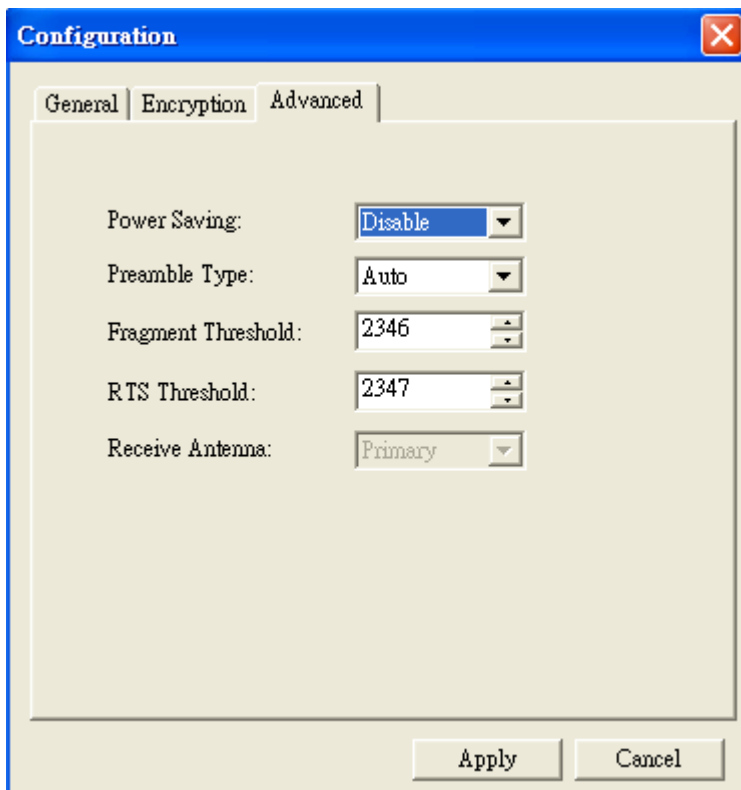 Configuration
General Encryption Advanced
Power Saving: Disable
Preamble Type: Auto
Fragment Threshold: 2346
RTS Threshold: 2347
Receive Antenna: Primary
Apply Cancel